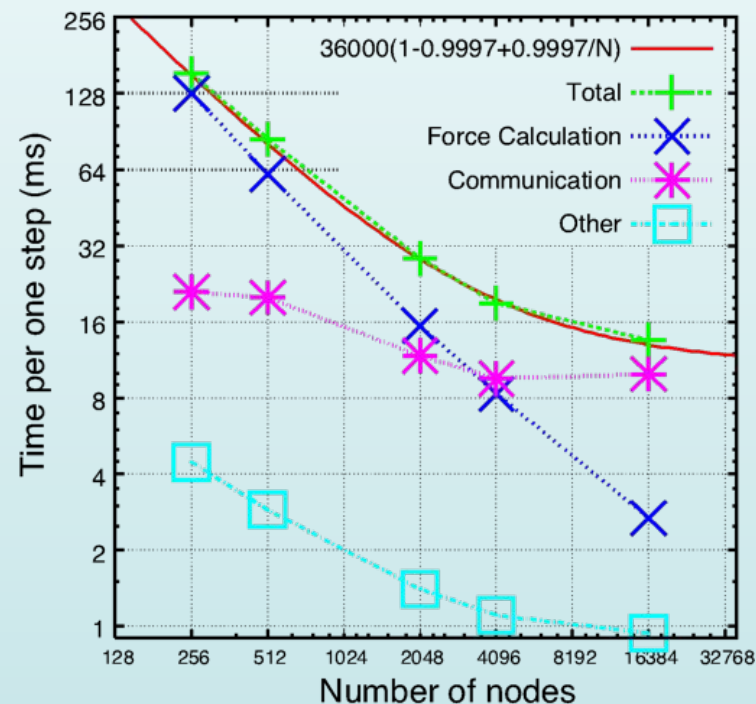 256
128
64
32
16
8
4
2
1
Time per one step (ms)
36000(1-0.9997+0.9997/N)
Total
Force Calculation
Communication
Other
128 256 512 1024 2048 4096 8192 16384 32768
Number of nodes